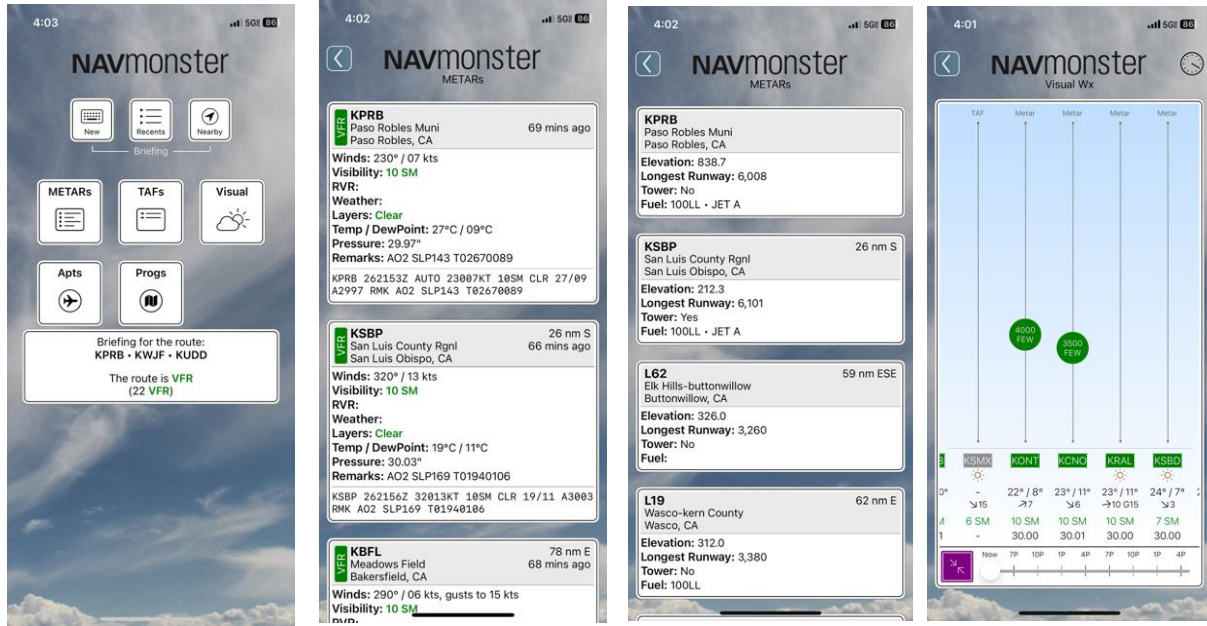 4:03
5G 86
NAVmonster
New
Recents
Nearby
Briefing
METARs
TAFs
Visual
Apts
Progs
Briefing for the route:
KPRB • KWJF • KUDD
The route is VFR
(22 VFR)
4:02
5G 86
NAVmonster
METARs
VFR
KPRB
Paso Robles Muni 69 mins ago
Paso Robles, CA
Winds: 230° / 07 kts
Visibility: 10 SM
RVR:
Weather:
Layers: Clear
Temp / DewPoint: 27°C / 09°C
Pressure: 29.97"
Remarks: AO2 SLP143 T02670089
KPRB 262153Z AUTO 23007KT 10SM CLR 27/09
A2997 RMK AO2 SLP143 T02670089
VFR
KSBP 26 nm S
San Luis County Rgnl 66 mins ago
San Luis Obispo, CA
Winds: 320° / 13 kts
Visibility: 10 SM
RVR:
Weather:
Layers: Clear
Temp / DewPoint: 19°C / 11°C
Pressure: 30.03"
Remarks: AO2 SLP169 T01940106
KSBP 262156Z 32013KT 10SM CLR 19/11 A3003
RMK AO2 SLP169 T01940106
VFR
KBFL 78 nm E
Meadows Field 68 mins ago
Bakersfield, CA
Winds: 290° / 06 kts, gusts to 15 kts
Visibility: 10 SM
RVR:
4:02
5G 86
NAVmonster
METARs
KPRB
Paso Robles Muni
Paso Robles, CA
Elevation: 838.7
Longest Runway: 6,008
Tower: No
Fuel: 100LL • JET A
KSBP 26 nm S
San Luis County Rgnl
San Luis Obispo, CA
Elevation: 212.3
Longest Runway: 6,101
Tower: Yes
Fuel: 100LL • JET A
L62 59 nm ESE
Elk Hills-buttonwillow
Buttonwillow, CA
Elevation: 326.0
Longest Runway: 3,260
Tower: No
Fuel:
L19 62 nm E
Wasco-kern County
Wasco, CA
Elevation: 312.0
Longest Runway: 3,380
Tower: No
Fuel: 100LL
4:01
5G 86
NAVmonster
Visual Wx
TAF Metar Metar Metar Metar
4000
FEW
3500
FEW
KSMX KONT KCNO KRAL KSBD
0° - 22° / 8° 23° / 11° 23° / 11° 24° / 7°
↘15 ↗7 ↘6 →10 G15 ↘3
6 SM 10 SM 10 SM 10 SM 7 SM
1 - 30.00 30.01 30.00 30.00
Now 7P 10P 1P 4P 7P 10P 1P 4P